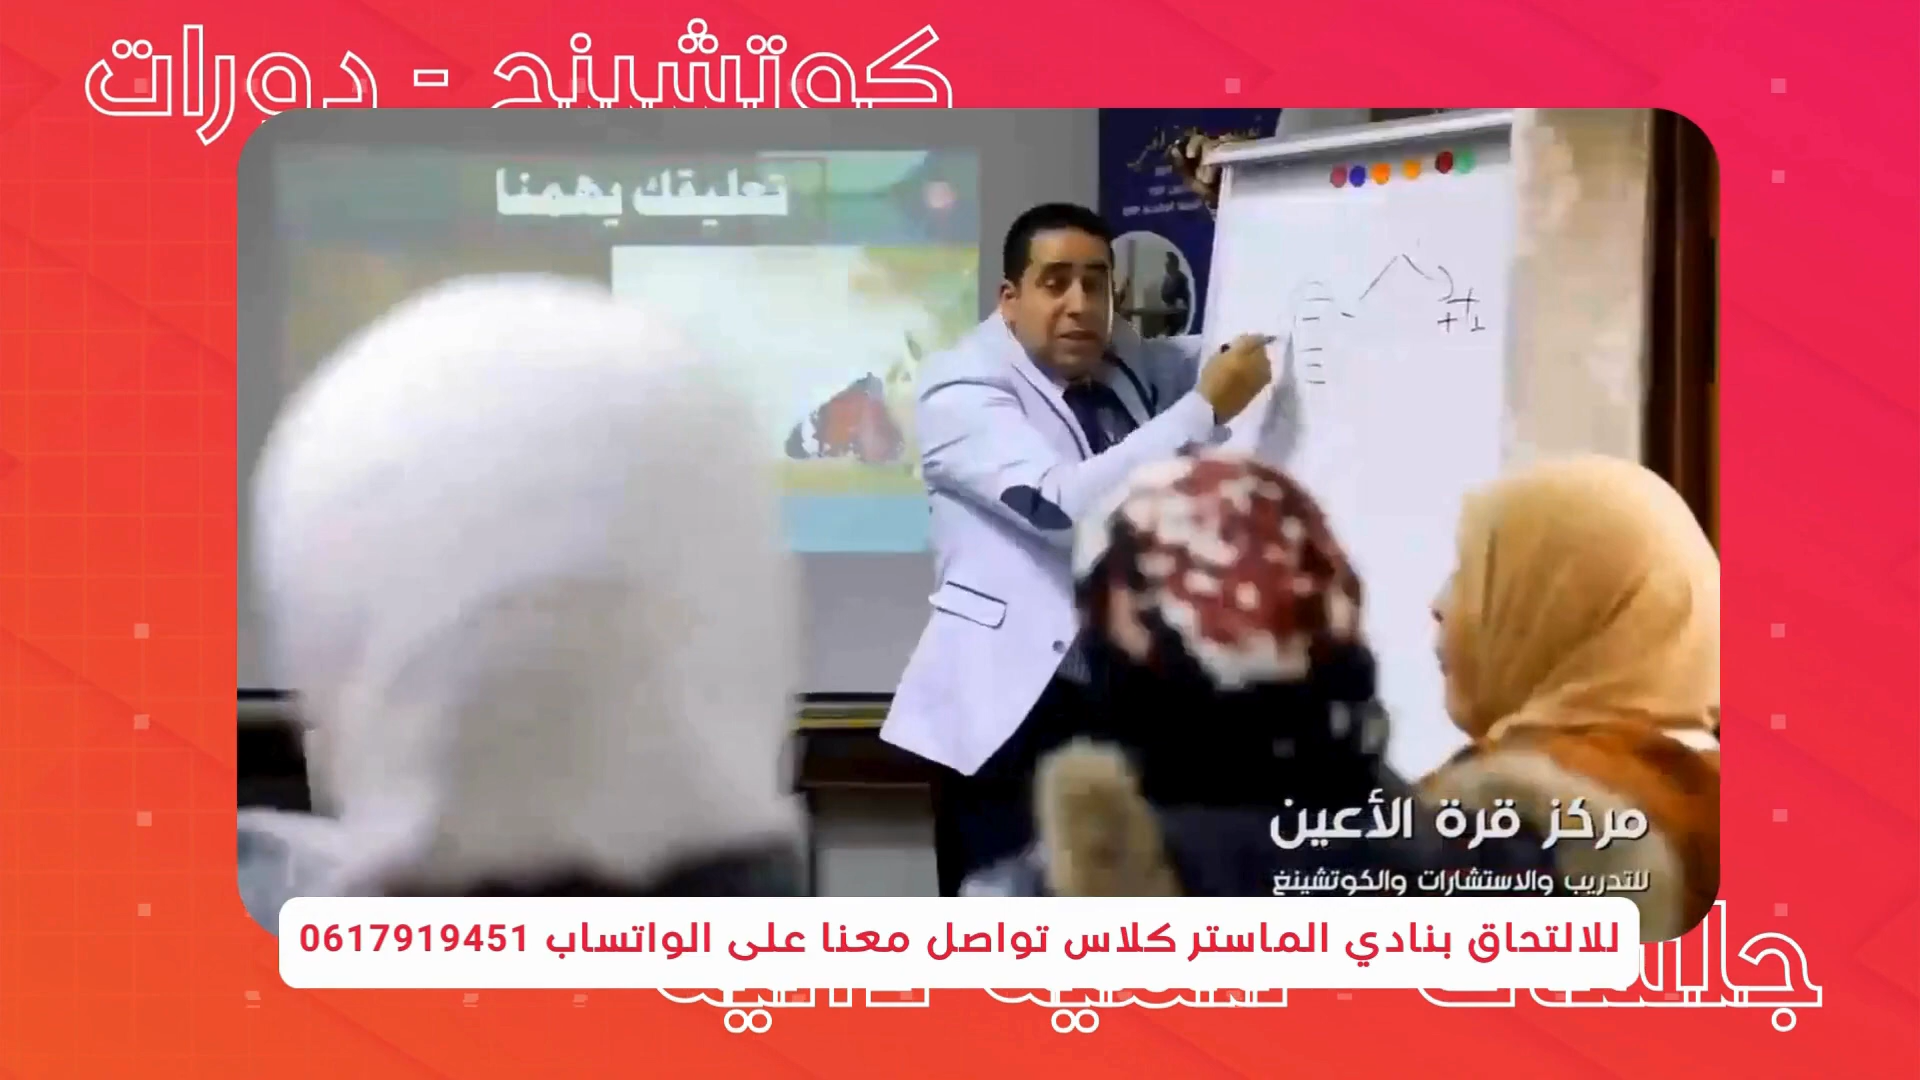 كوتشينج - دورات
تعليقك يهمنا
مركز قرة الأعين
للتدريب والاستشارات والكوتشينغ
للالتحاق بنادي الماستر كلاس تواصل معنا على الواتساب 0617919451